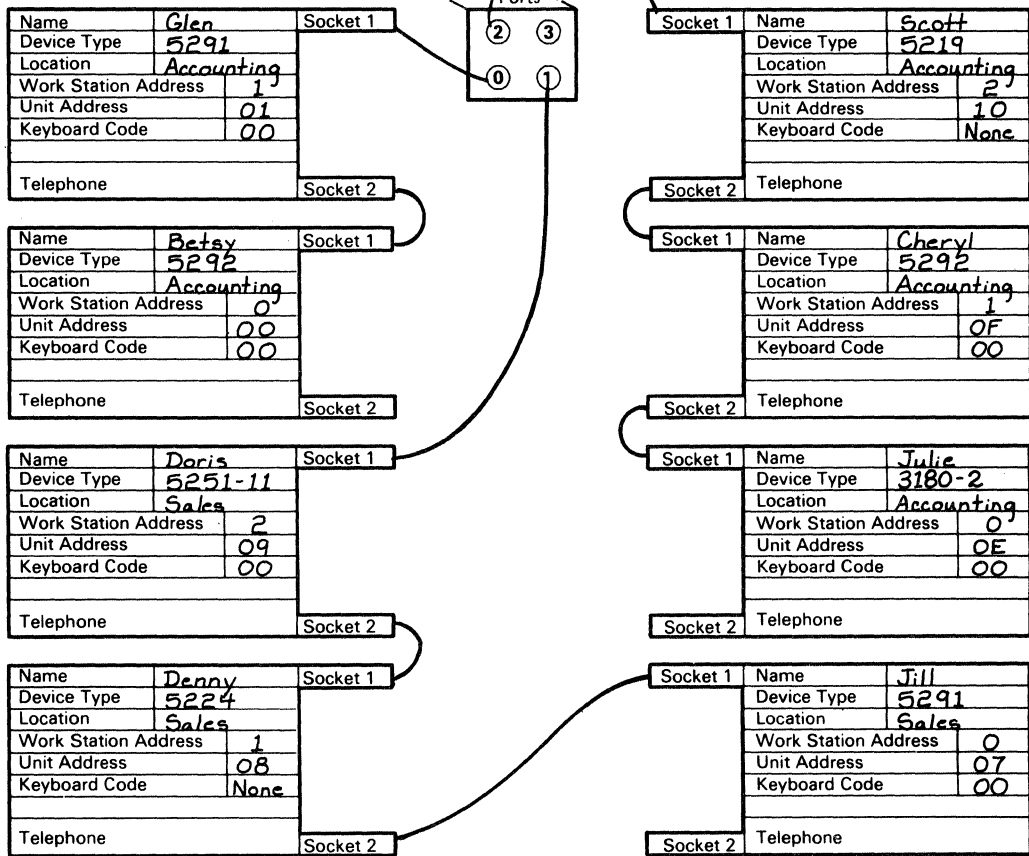 Ports
2 3
0 1
Name Glen Socket 1
Device Type 5291
Location Accounting
Work Station Address 1
Unit Address 01
Keyboard Code 00
Telephone Socket 2
Name Betsy Socket 1
Device Type 5292
Location Accounting
Work Station Address 0
Unit Address 00
Keyboard Code 00
Telephone Socket 2
Name Doris Socket 1
Device Type 5251-11
Location Sales
Work Station Address 2
Unit Address 09
Keyboard Code 00
Telephone Socket 2
Name Denny Socket 1
Device Type 5224
Location Sales
Work Station Address 1
Unit Address 08
Keyboard Code None
Telephone Socket 2
Socket 1 Name Scott
Device Type 5219
Location Accounting
Work Station Address 2
Unit Address 10
Keyboard Code None
Socket 2 Telephone
Socket 1 Name Cheryl
Device Type 5292
Location Accounting
Work Station Address 1
Unit Address 0F
Keyboard Code 00
Socket 2 Telephone
Socket 1 Name Julie
Device Type 3180-2
Location Accounting
Work Station Address 0
Unit Address 0E
Keyboard Code 00
Socket 2 Telephone
Socket 1 Name Jill
Device Type 5291
Location Sales
Work Station Address 0
Unit Address 07
Keyboard Code 00
Socket 2 Telephone